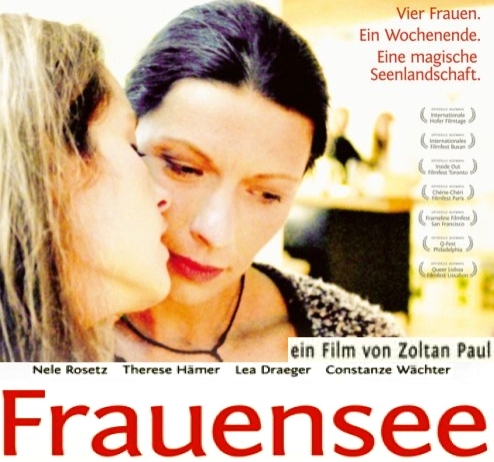 Vier Frauen.
Ein Wochenende.
Eine magische
Seenlandschaft.
Internationale
Hofer Filmtage
Internationales
Filmfest Busan
Inside Out
Filmfest Toronto
Chérie-Chéri
Filmfest Paris
Frameline Filmfest
San Francisco
Q-Fest
Philadelphia
Queer Lisboa
Filmfest Lissabon
ein Film von Zoltan Paul
Nele Rosetz Therese Hämer Lea Draeger Constanze Wächter
Frauensee